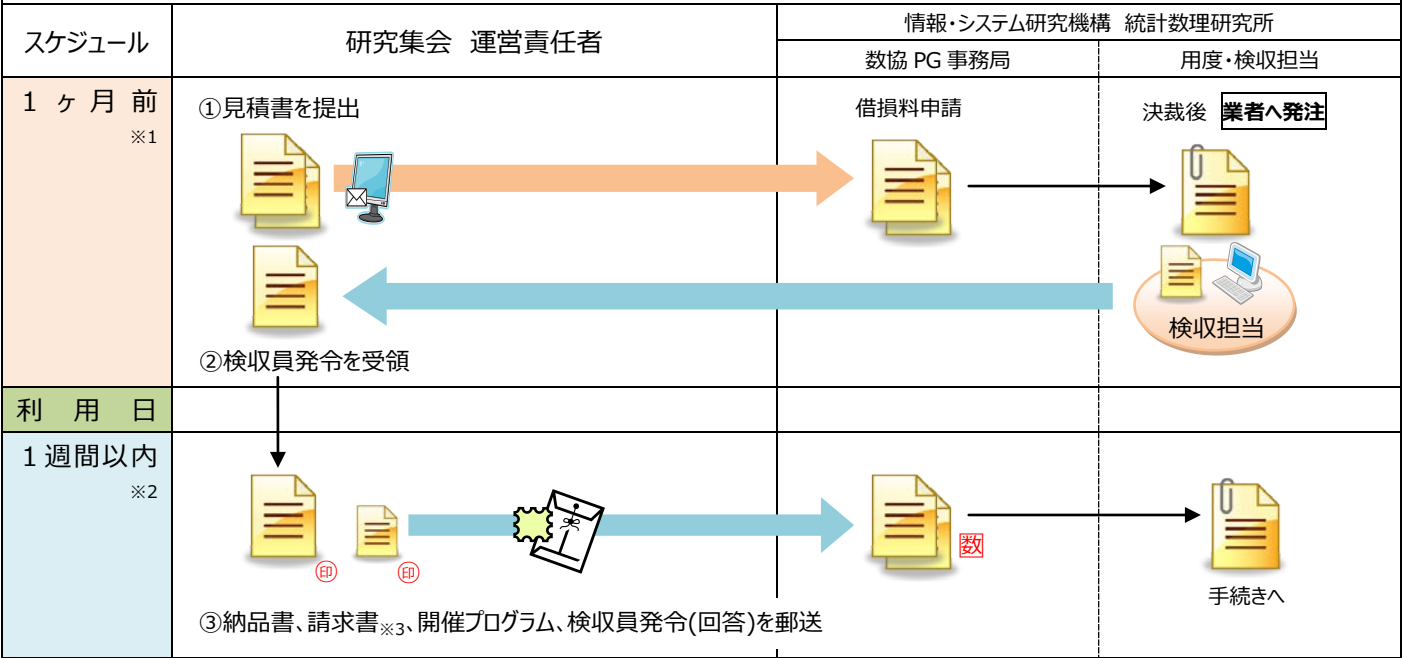 スケジュール
研究集会 運営責任者
情報・システム研究機構 統計数理研究所
数協 PG 事務局
用度・検収担当
1 ヶ 月 前
※1
①見積書を提出
借損料申請
決裁後 業者へ発注
検収担当
②検収員発令を受領
利 用 日
1 週間以内
※2
印
印
数
手続きへ
③納品書、請求書※3、開催プログラム、検収員発令(回答)を郵送